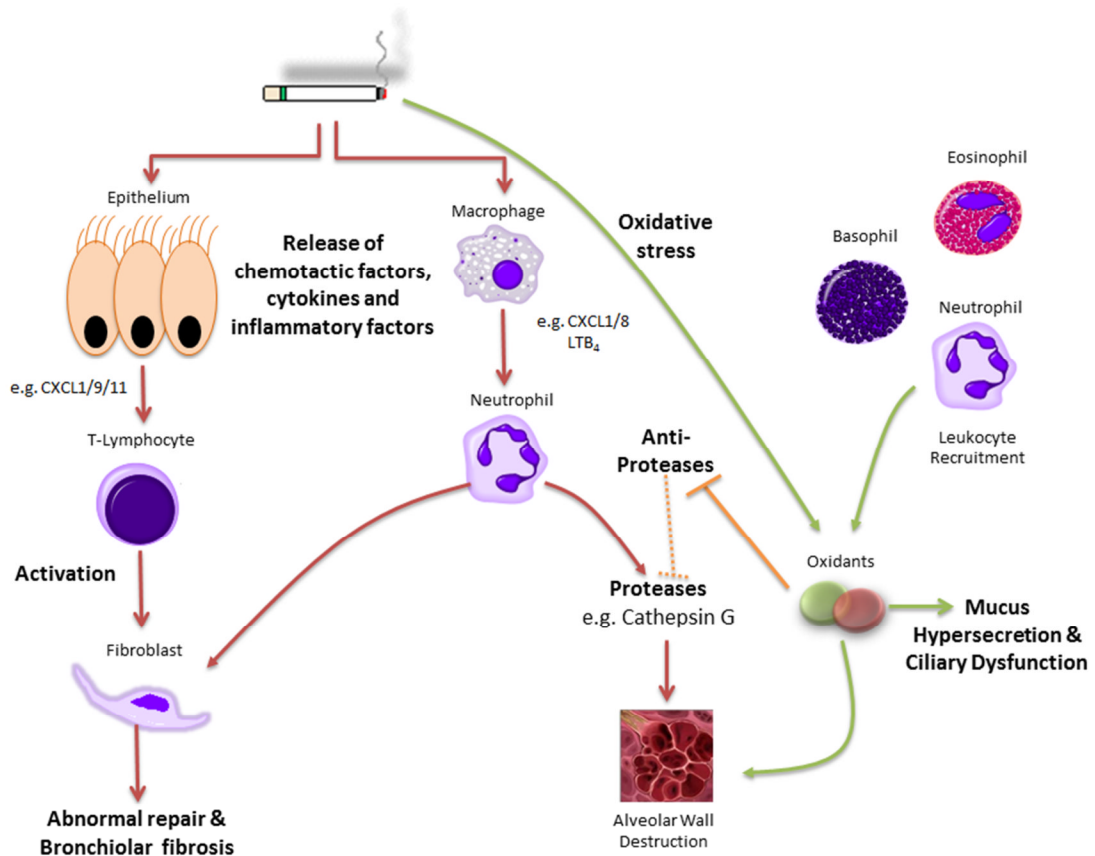 Epithelium
Macrophage
Release of
chemotactic factors,
cytokines and
inflammatory factors
e.g. CXCL1/8
LTB₄
Oxidative
stress
Eosinophil
Basophil
Neutrophil
Leukocyte
Recruitment
e.g. CXCL1/9/11
T-Lymphocyte
Neutrophil
Anti-
Proteases
Activation
Oxidants
Proteases
e.g. Cathepsin G
Mucus
Hypersecretion &
Ciliary Dysfunction
Fibroblast
Abnormal repair &
Bronchiolar fibrosis
Alveolar Wall
Destruction